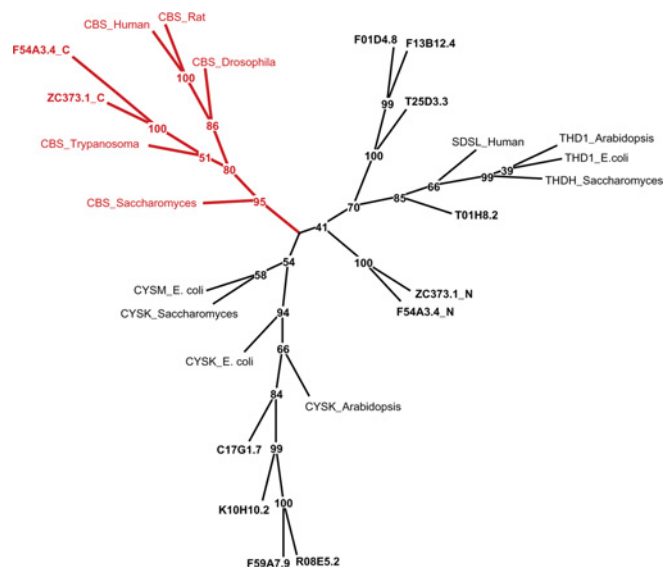 CBS_Rat
CBS_Human
F01D4.8
F13B12.4
F54A3.4_C
CBS_Drosophila
100
ZC373.1_C
99
T25D3.3
86
100
CBS_Trypanosoma
51
100
SDSL_Human
THD1_Arabidopsis
THD1_E.coli
39
80
99
THDH_Saccharomyces
66
CBS_Saccharomyces
95
85
70
T01H8.2
41
54
100
58
CYSM_E. coli
ZC373.1_N
CYSK_Saccharomyces
94
F54A3.4_N
66
CYSK_E. coli
84
CYSK_Arabidopsis
C17G1.7
99
K10H10.2
100
F59A7.9
R08E5.2